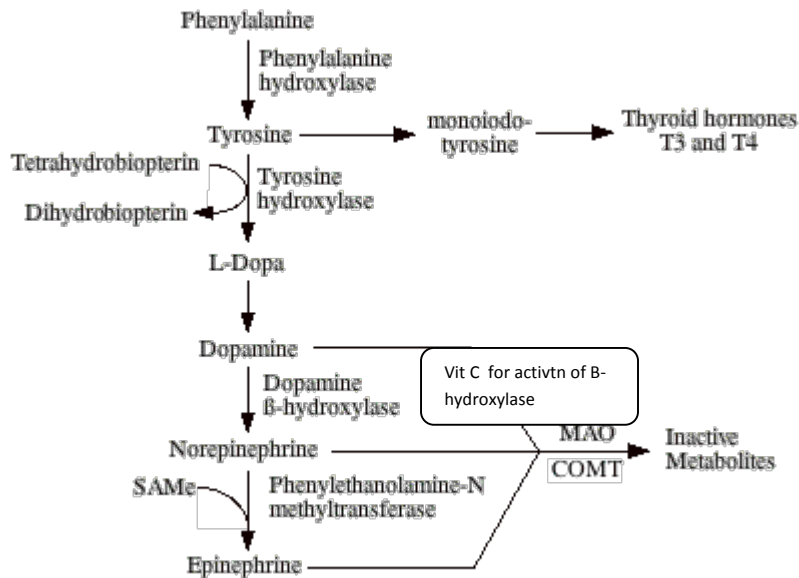 Phenylalanine
Phenylalanine
hydroxylase
Tyrosine
monoiodo-
tyrosine
Thyroid hormones
T3 and T4
Tetrahydrobiopterin
Dihydrobiopterin
Tyrosine
hydroxylase
L-Dopa
Dopamine
Vit C for activtn of B-
hydroxylase
Dopamine
ß-hydroxylase
Norepinephrine
MAO
COMT
Inactive
Metabolites
SAMe
Phenylethanolamine-N
methyltransferase
Epinephrine